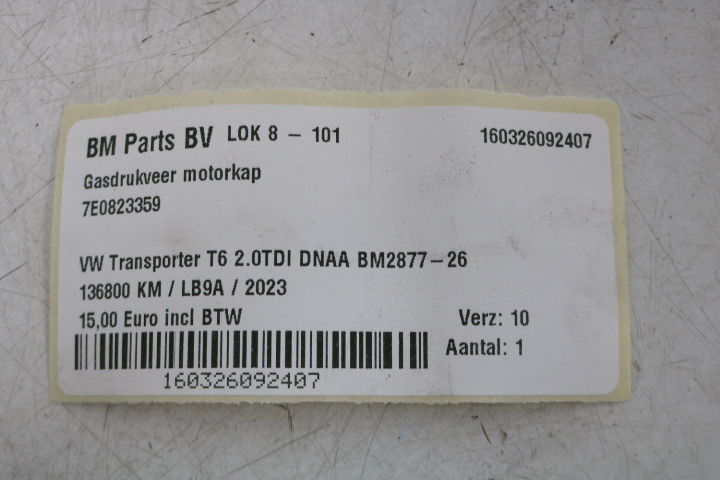 BM Parts BV LOK 8 - 101 160326092407
Gasdrukveer motorkap
7E0823359
VW Transporter T6 2.0TDI DNAA BM2877-26
136800 KM / LB9A / 2023
15,00 Euro incl BTW Verz: 10
Aantal: 1
160326092407